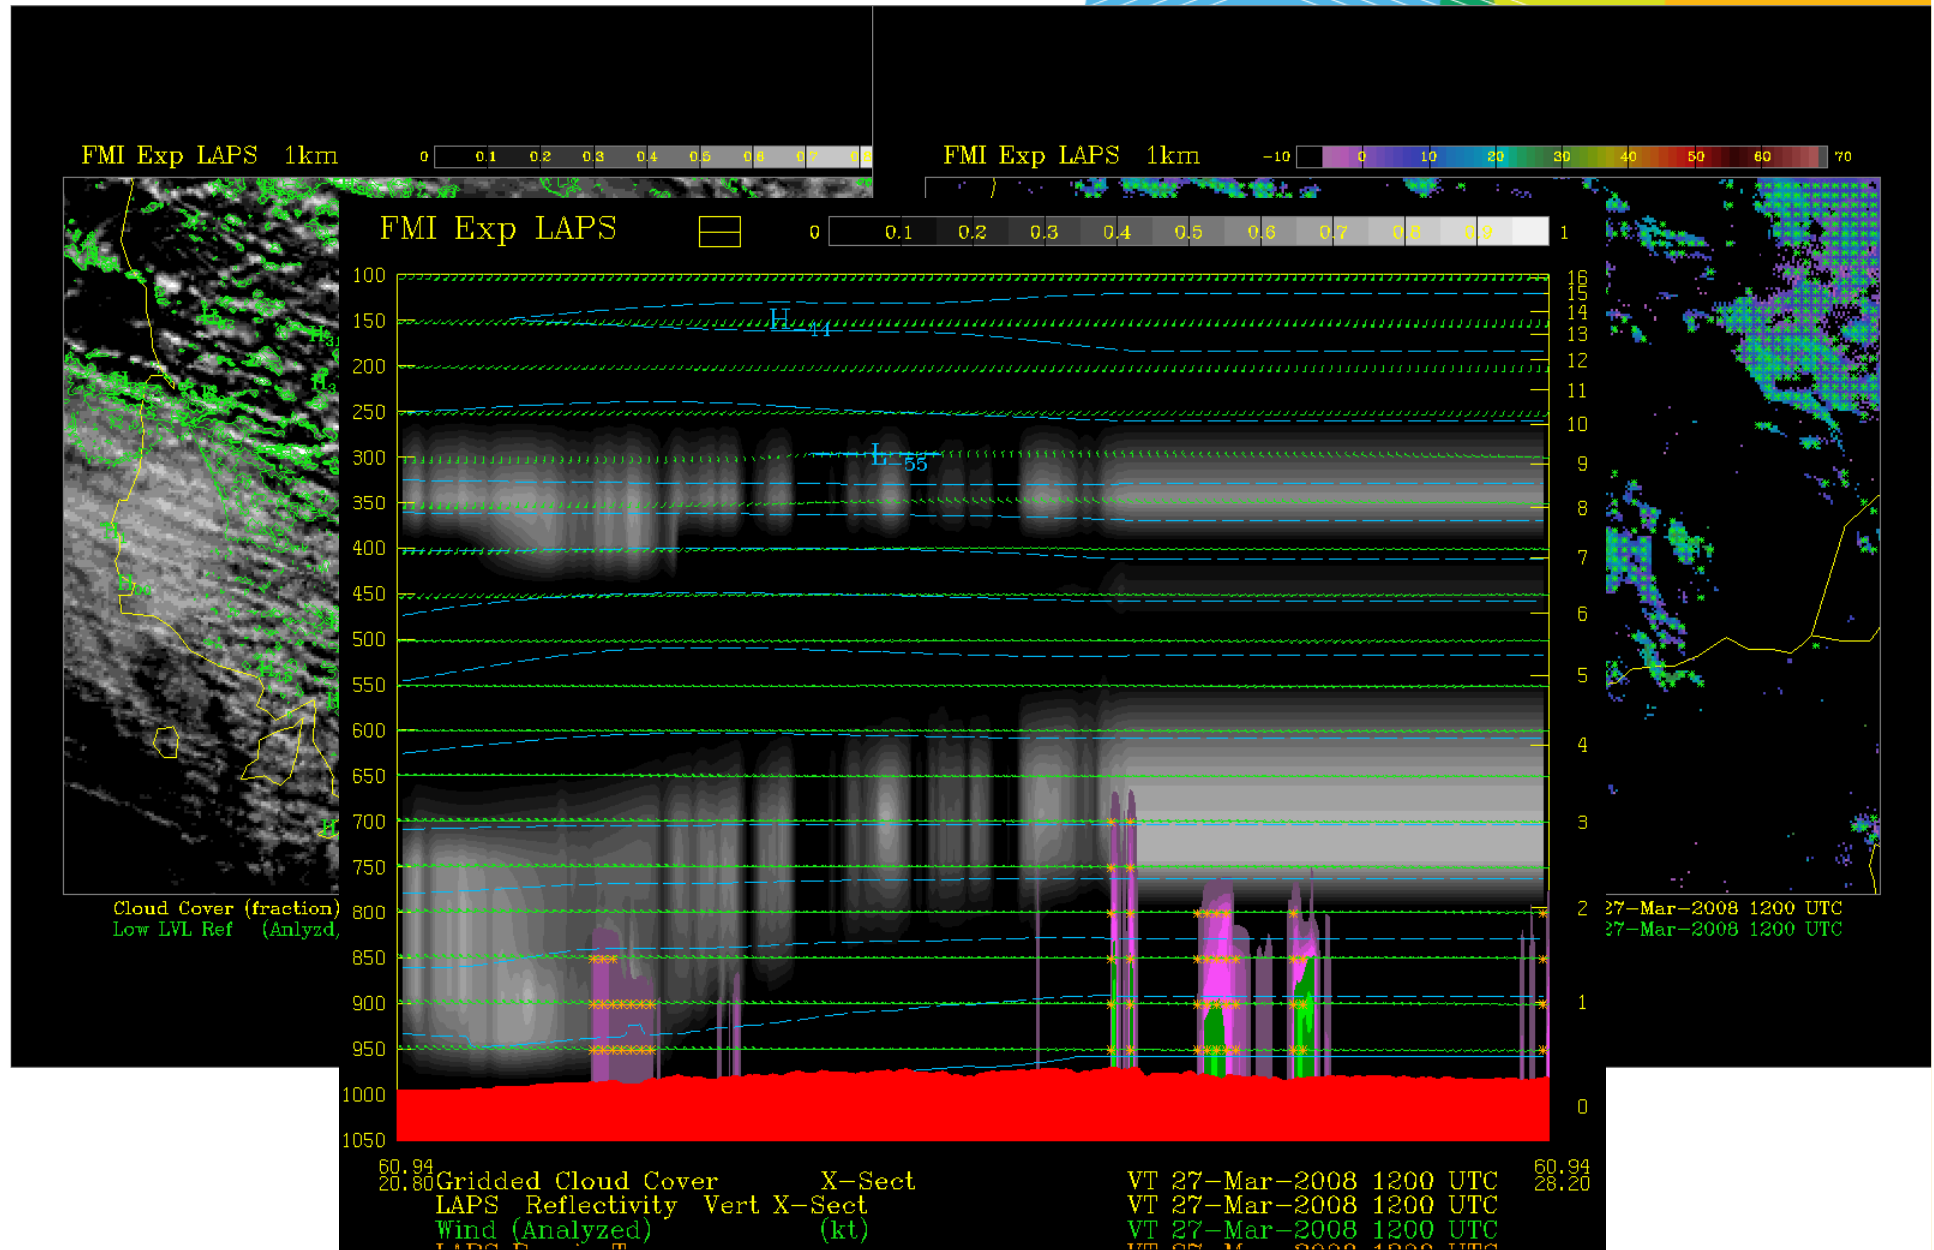 FMI Exp LAPS 1km
0 0.1 0.2 0.3 0.4 0.5 0.6 0.7 0.8
FMI Exp LAPS 1km
-10 0 10 20 30 40 50 60 70
FMI Exp LAPS
0 0.1 0.2 0.3 0.4 0.5 0.6 0.7 0.8 0.9 1
100 16
15
150 14
13
200 12
11
250 10
300 9
350 8
400 7
450 6
500
550 5
600 4
650
700 3
750
800 2
850
900 1
950
1000 0
1050
H -44
L -55
Cloud Cover (fraction)
Low LVL Ref (Anlyzd,
27-Mar-2008 1200 UTC
27-Mar-2008 1200 UTC
60.94 60.94
20.80 28.20
Gridded Cloud Cover X-Sect VT 27-Mar-2008 1200 UTC
LAPS Reflectivity Vert X-Sect VT 27-Mar-2008 1200 UTC
Wind (Analyzed) (kt) VT 27-Mar-2008 1200 UTC